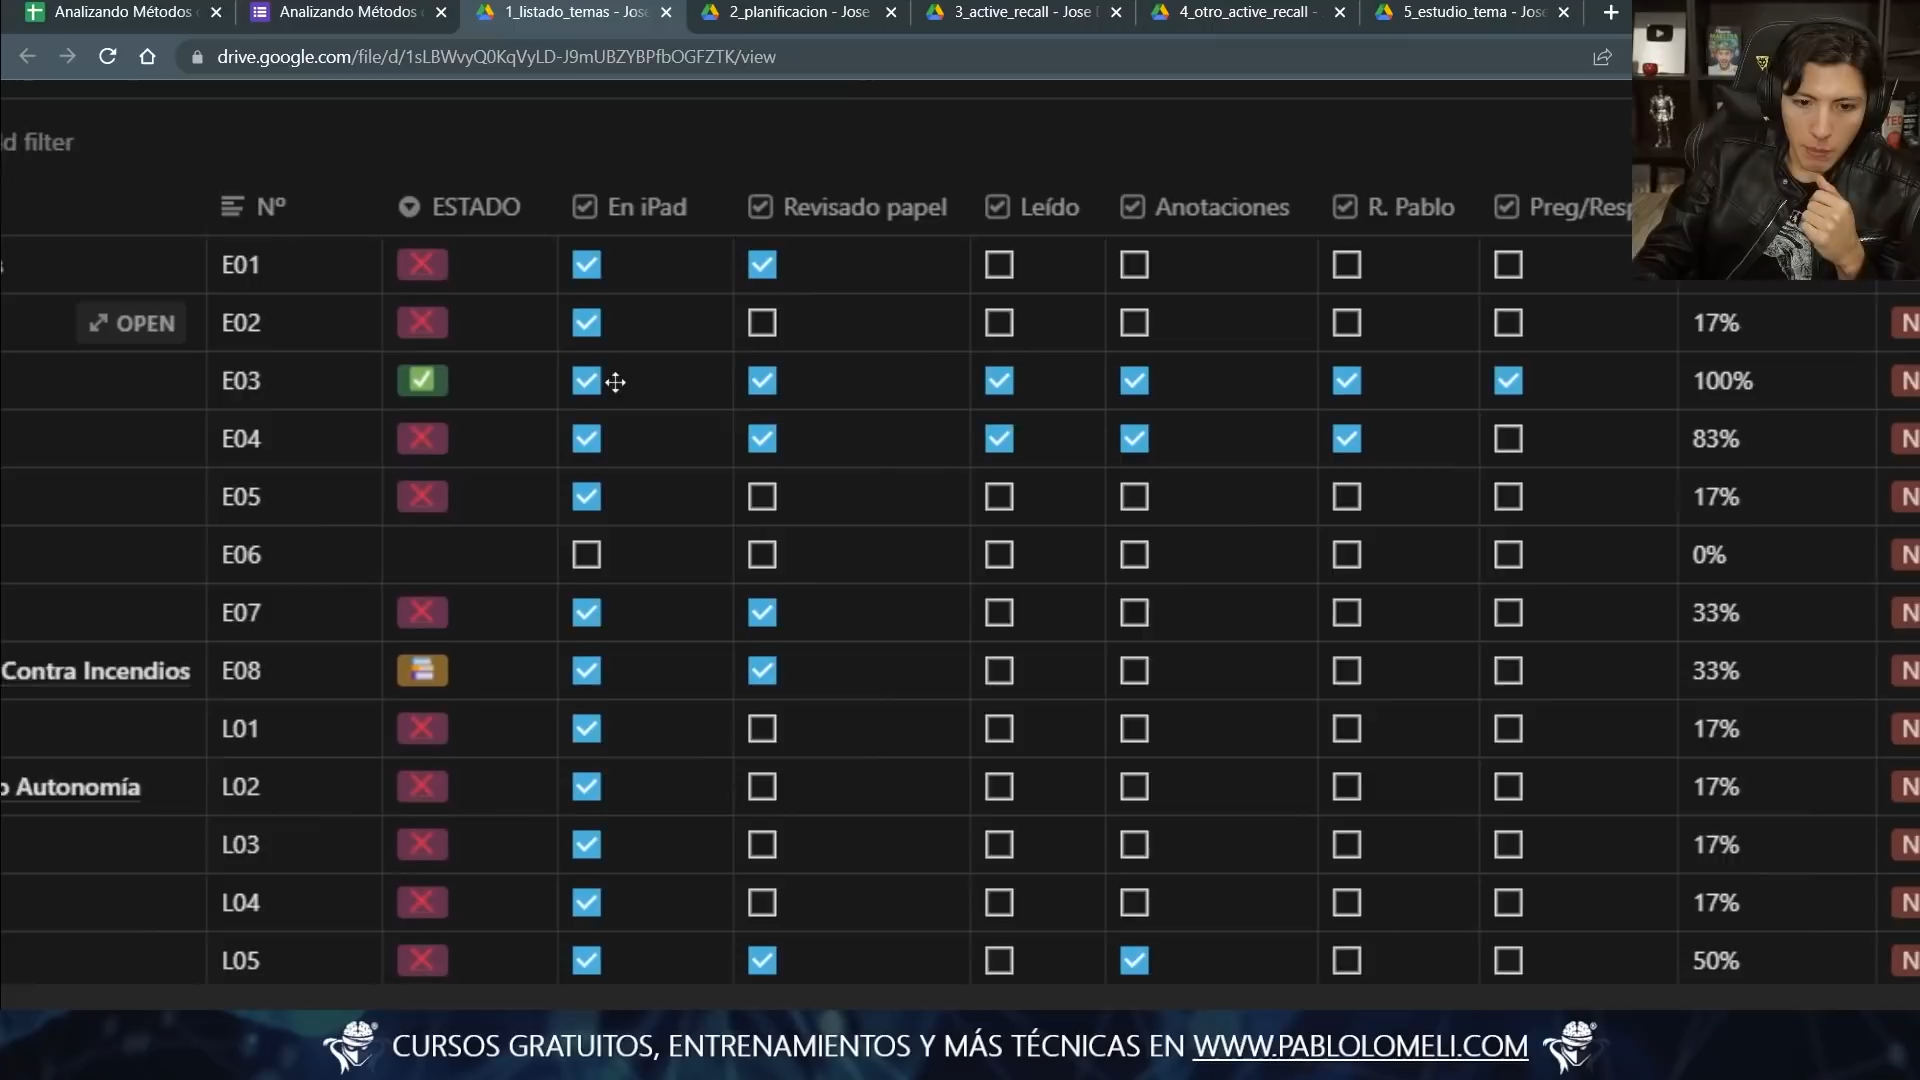 Analizando Métodos
Analizando Métodos
1_listado_temas - Jos
2_planificacion - Jose
3_active_recall - Jose
4_otro_active_recall -
5_estudio_tema - Jos
drive.google.com/file/d/1sLBWvyQ0KqVyLD-J9mUBZYBPfbOGFZTK/view
d filter
Nº ESTADO En iPad Revisado papel Leído Anotaciones R. Pablo Preg/Resp
E01
OPEN E02 17% N
E03 100% N
E04 83% N
E05 17% N
E06 0% N
E07 33% N
Contra Incendios E08 33% N
L01 17% N
o Autonomía L02 17% N
L03 17% N
L04 17% N
L05 50% N
CURSOS GRATUITOS, ENTRENAMIENTOS Y MÁS TÉCNICAS EN WWW.PABLOLOMELI.COM